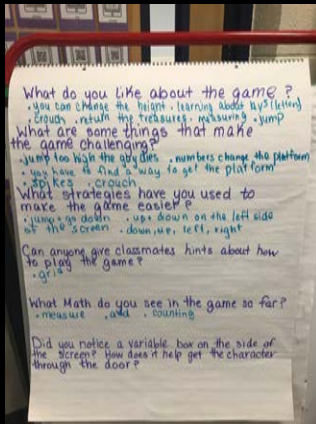 What do you like about the game?
• you can change the height • learning about keys (letters)
• crouch • return the treasures • measuring • jump
What are some things that make
the game challenging?
• jump too high the guy dies • numbers change the platform
• you have to find a way to get the platform
• spikes • crouch
What strategies have you used to
make the game easier?
• jump + go down • up + down on the left side
of the screen • down, up, left, right
Can anyone give classmates hints about how
to play the game?
• grid
What Math do you see in the game so far?
• measure • add • counting
Did you notice a variable box on the side of
the screen? How does it help get the character
through the door?